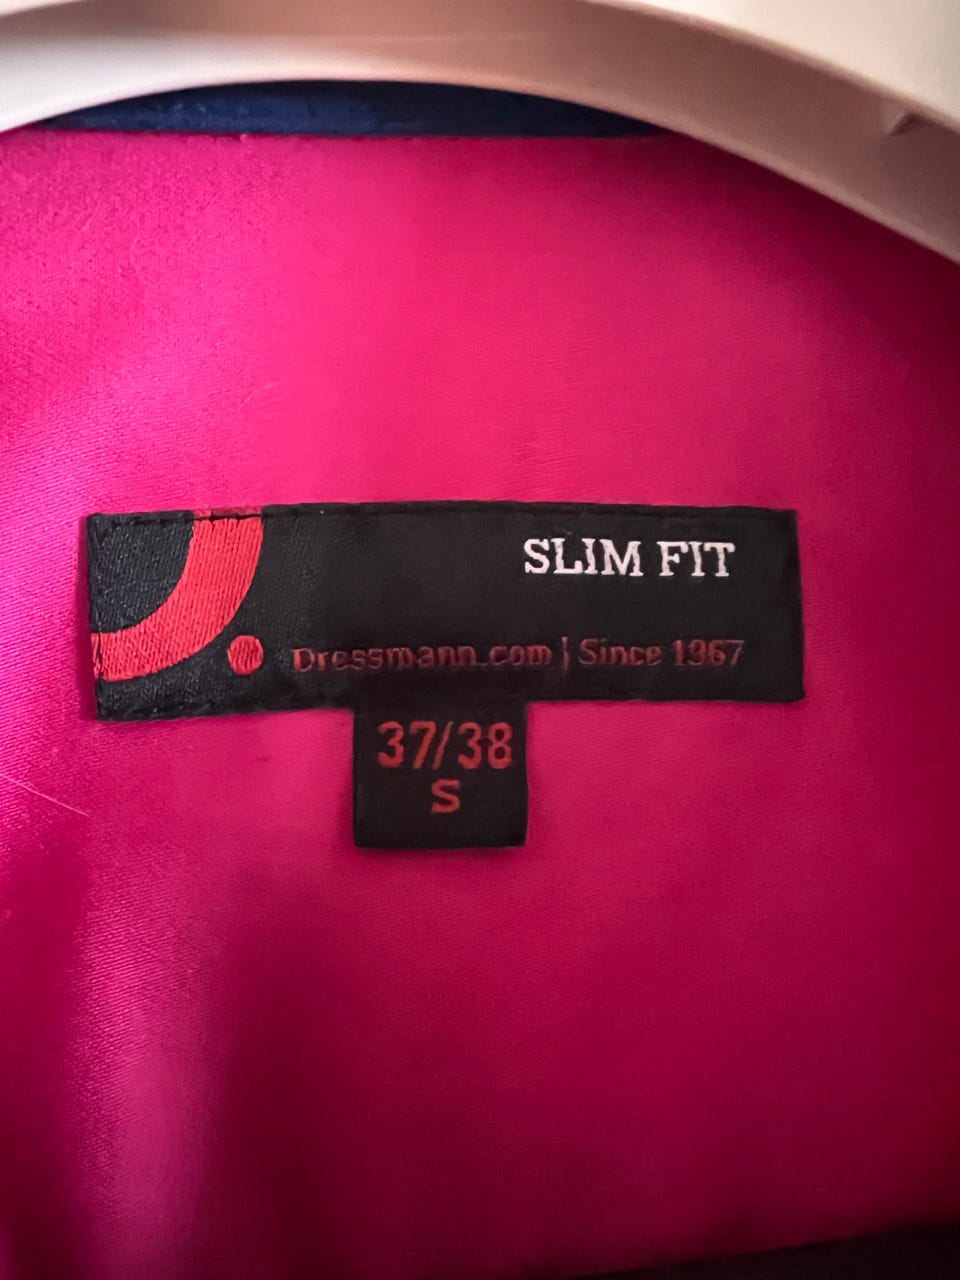 SLIM FIT
Dressmann.com | Since 1967
37/38
S